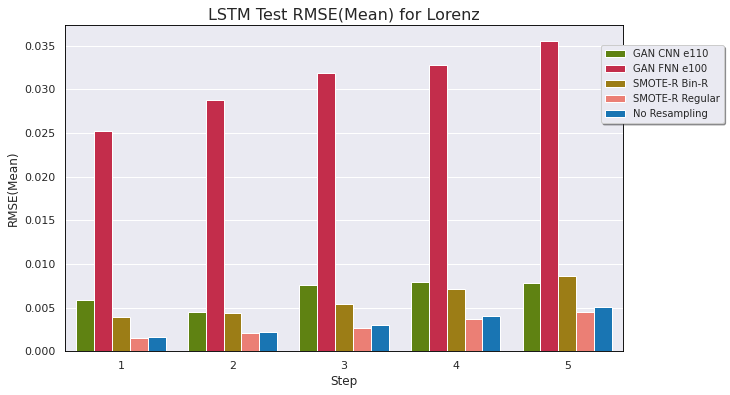 LSTM Test RMSE(Mean) for Lorenz
RMSE(Mean)
0.035
0.030
0.025
0.020
0.015
0.010
0.005
0.000
1 2 3 4 5
Step
GAN CNN e110
GAN FNN e100
SMOTE-R Bin-R
SMOTE-R Regular
No Resampling